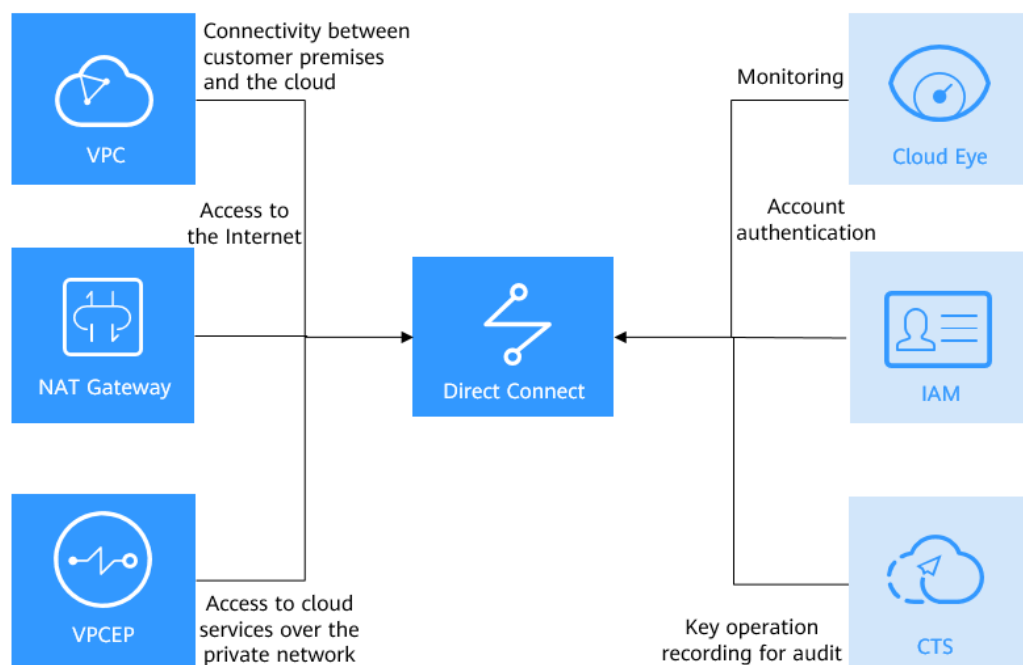 Connectivity between
customer premises
and the cloud
VPC
Access to
the Internet
NAT Gateway
VPCEP
Access to cloud
services over the
private network
Direct Connect
Monitoring
Cloud Eye
Account
authentication
IAM
Key operation
recording for audit
CTS